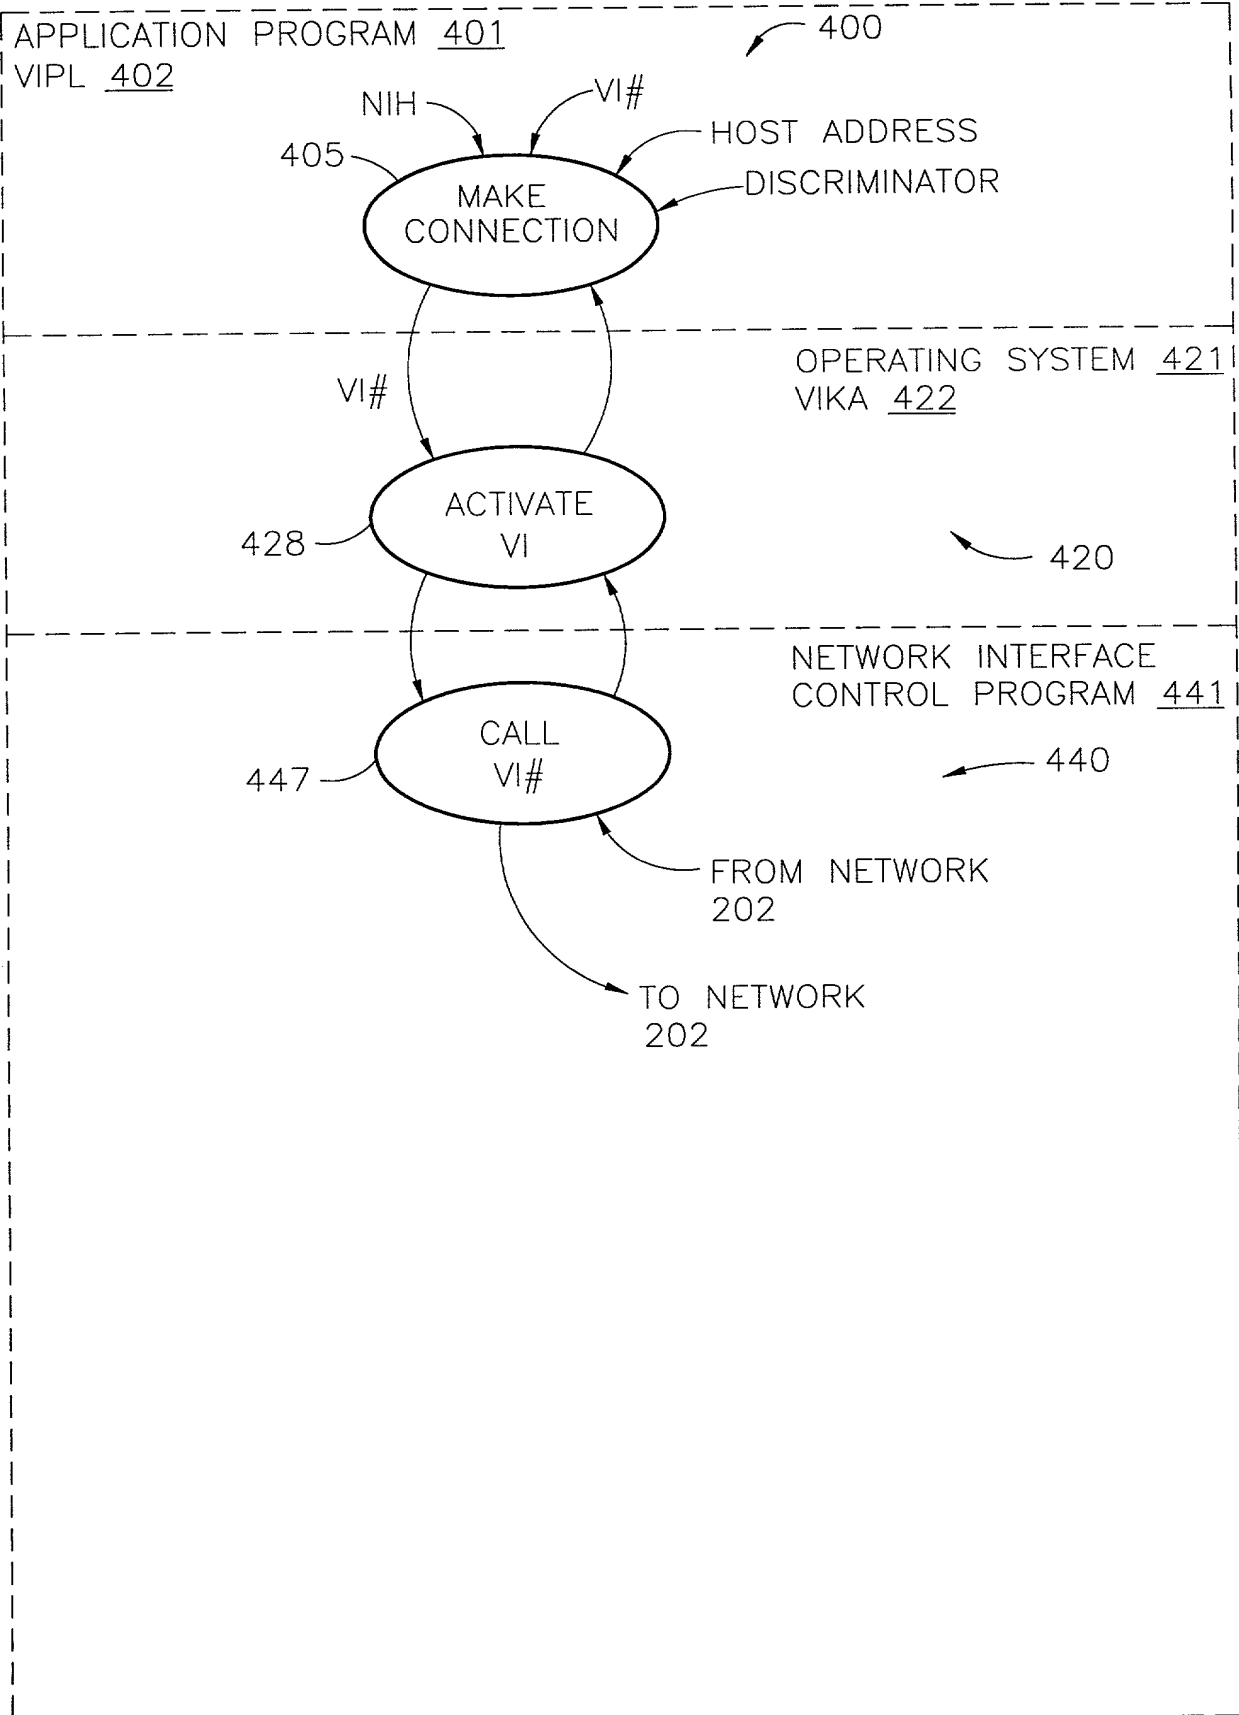 APPLICATION PROGRAM 401
VIPL 402
400
NIH
VI#
HOST ADDRESS
DISCRIMINATOR
405
MAKE
CONNECTION
OPERATING SYSTEM 421
VIKA 422
VI#
ACTIVATE
VI
428
420
NETWORK INTERFACE
CONTROL PROGRAM 441
CALL
VI#
447
440
FROM NETWORK
202
TO NETWORK
202